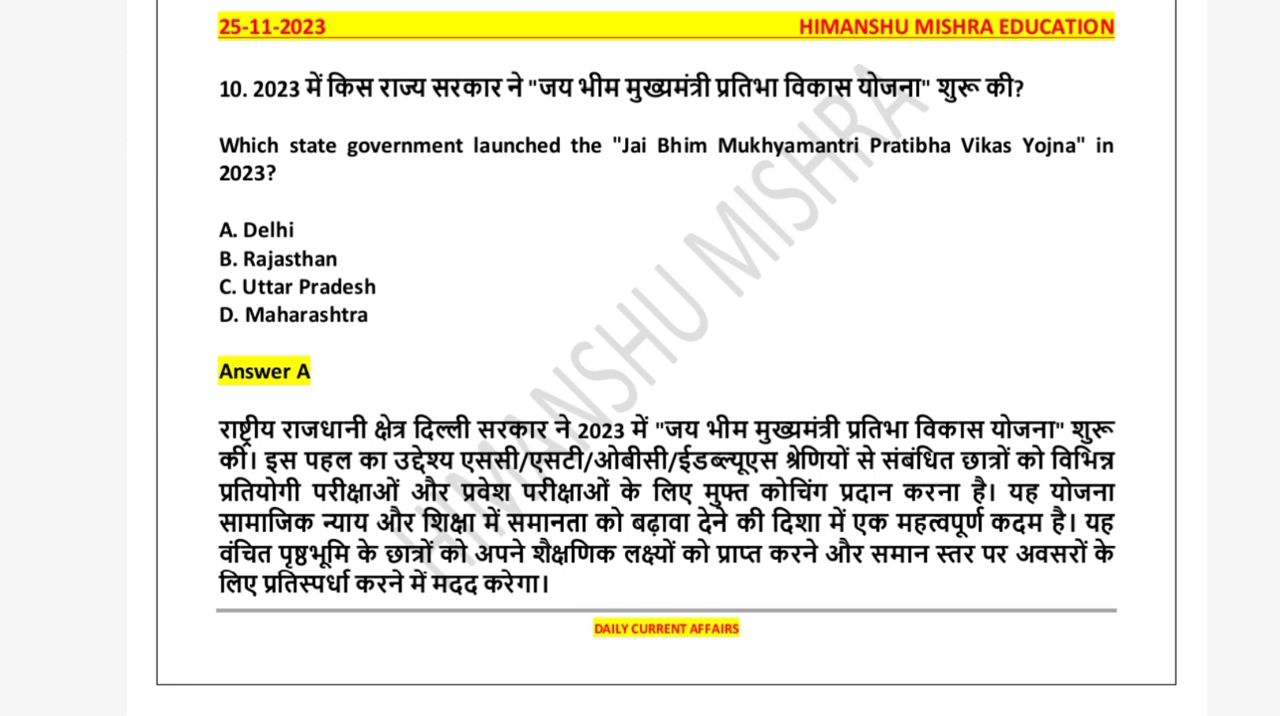 25-11-2023 HIMANSHU MISHRA EDUCATION
10. 2023 में किस राज्य सरकार ने "जय भीम मुख्यमंत्री प्रतिभा विकास योजना" शुरू की?
Which state government launched the "Jai Bhim Mukhyamantri Pratibha Vikas Yojna" in
2023?
A. Delhi
B. Rajasthan
C. Uttar Pradesh
D. Maharashtra
Answer A
राष्ट्रीय राजधानी क्षेत्र दिल्ली सरकार ने 2023 में "जय भीम मुख्यमंत्री प्रतिभा विकास योजना" शुरू
की। इस पहल का उद्देश्य एससी/एसटी/ओबीसी/ईडब्ल्यूएस श्रेणियों से संबंधित छात्रों को विभिन्न
प्रतियोगी परीक्षाओं और प्रवेश परीक्षाओं के लिए मुफ्त कोचिंग प्रदान करना है। यह योजना
सामाजिक न्याय और शिक्षा में समानता को बढ़ावा देने की दिशा में एक महत्वपूर्ण कदम है। यह
वंचित पृष्ठभूमि के छात्रों को अपने शैक्षणिक लक्ष्यों को प्राप्त करने और समान स्तर पर अवसरों के
लिए प्रतिस्पर्धा करने में मदद करेगा।
HIMANSHU MISHRA
DAILY CURRENT AFFAIRS